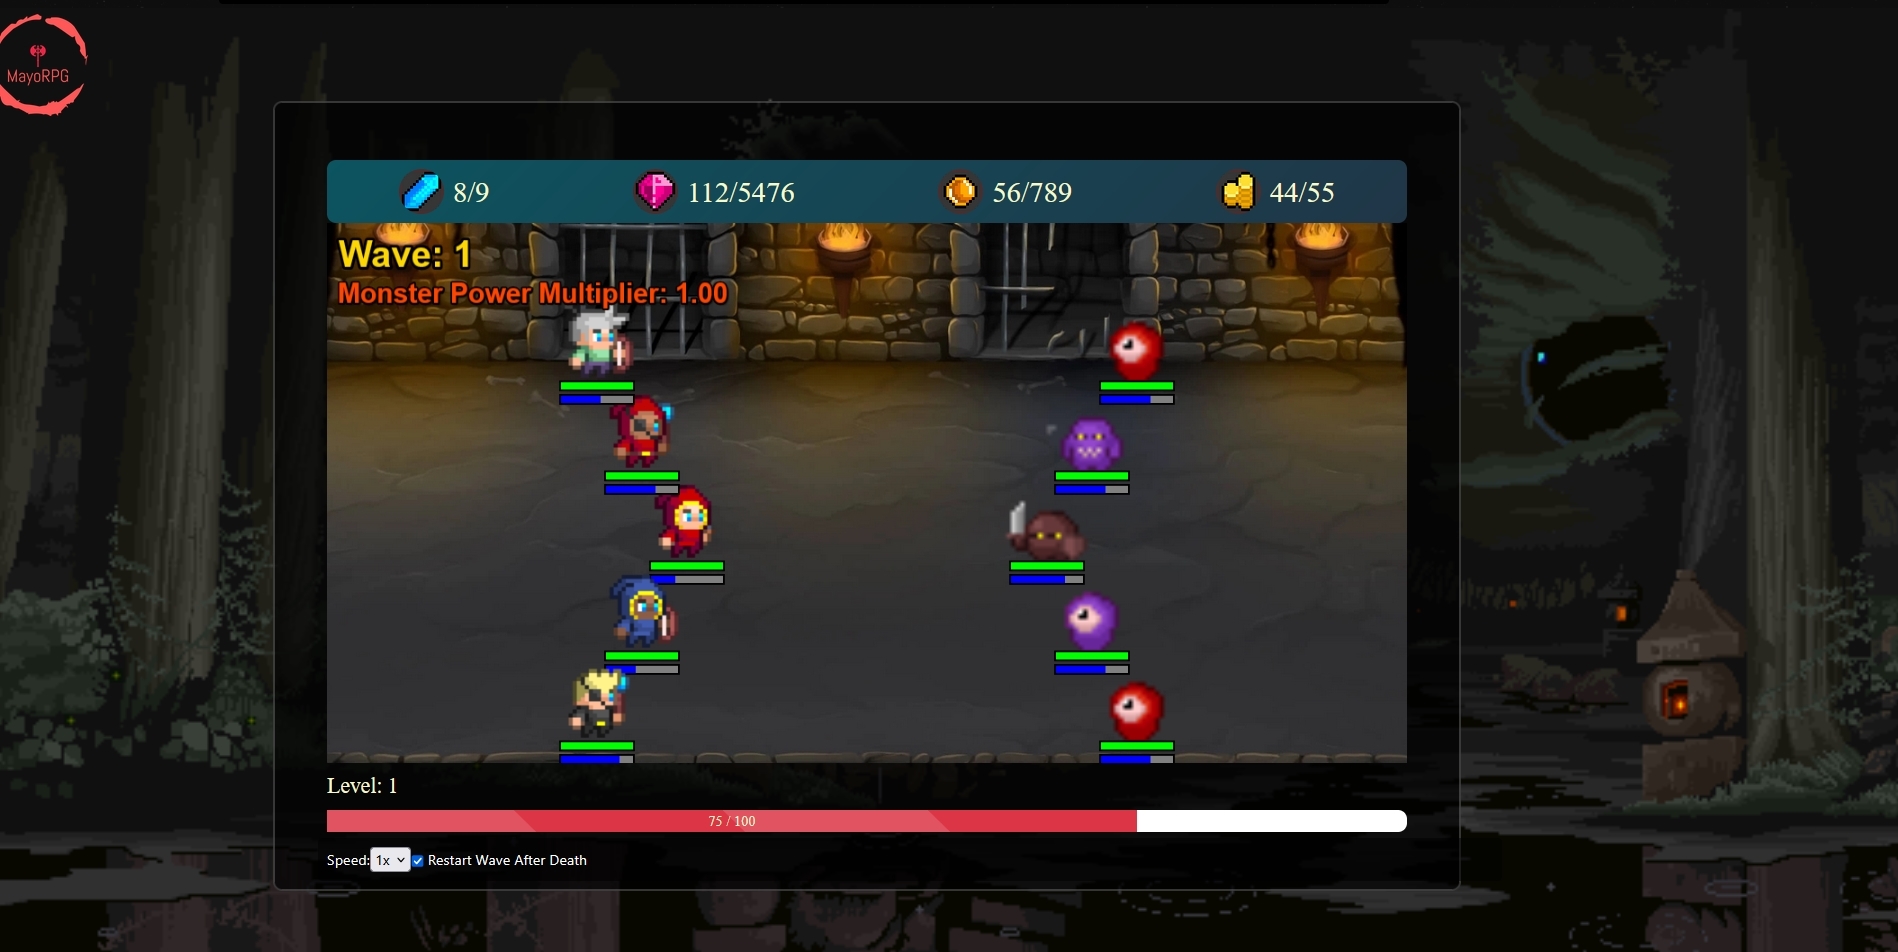 MayoRPG
8/9 112/5476 56/789 44/55
Wave: 1
Monster Power Multiplier: 1.00
Level: 1
75 / 100
Speed: 1x Restart Wave After Death